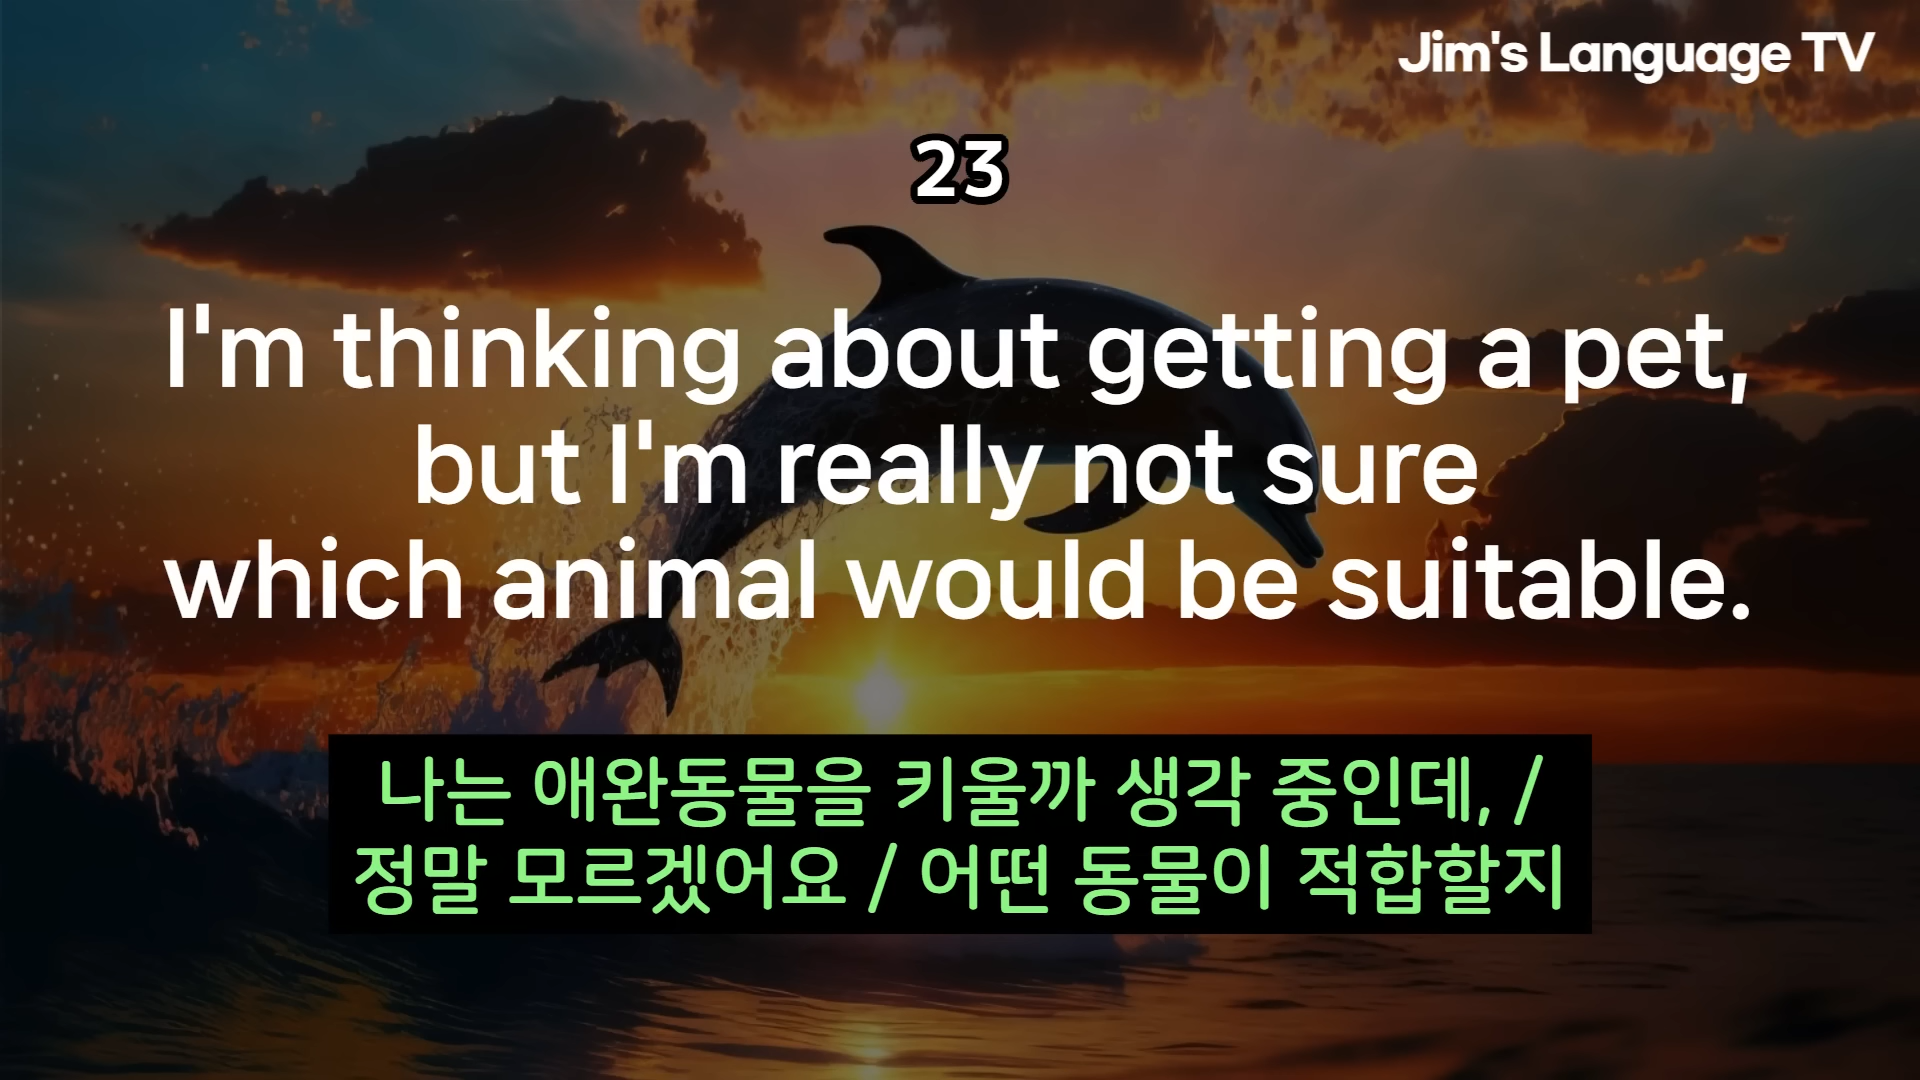 Jim's Language TV
23
I'm thinking about getting a pet,
but I'm really not sure
which animal would be suitable.
나는 애완동물을 키울까 생각 중인데, /
정말 모르겠어요 / 어떤 동물이 적합할지